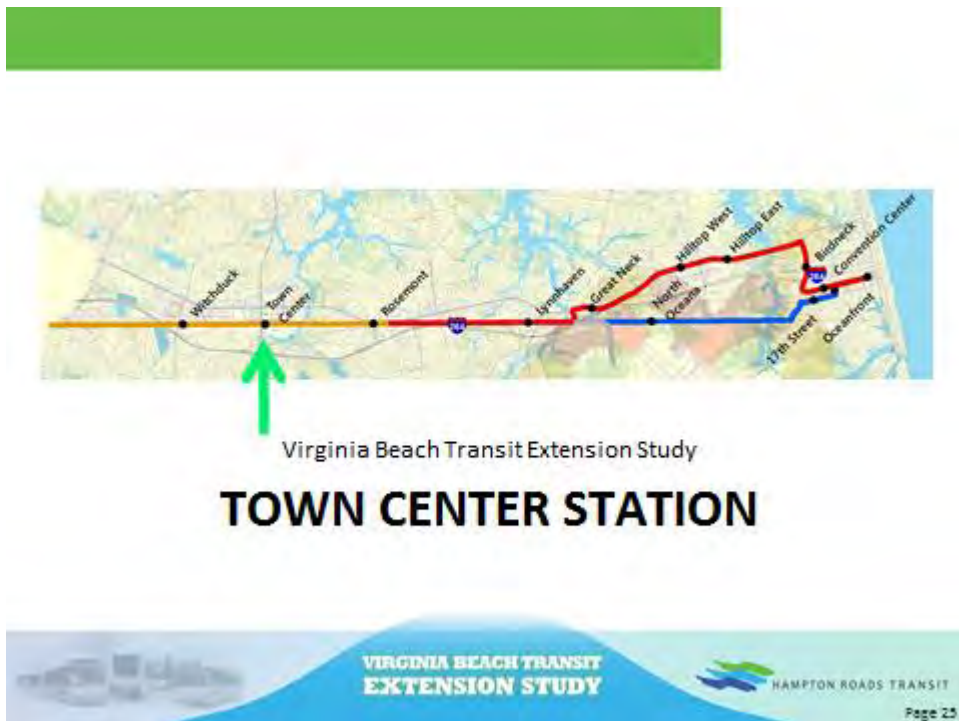 Witchduck
Town
Center
Rosemont
264
Lynnhaven
Great Neck
North
Oceana
Hilltop West
Hilltop East
Birdneck
264
Convention Center
17th Street
Oceanfront
Virginia Beach Transit Extension Study
TOWN CENTER STATION
VIRGINIA BEACH TRANSIT
EXTENSION STUDY
HAMPTON ROADS TRANSIT
Page 25